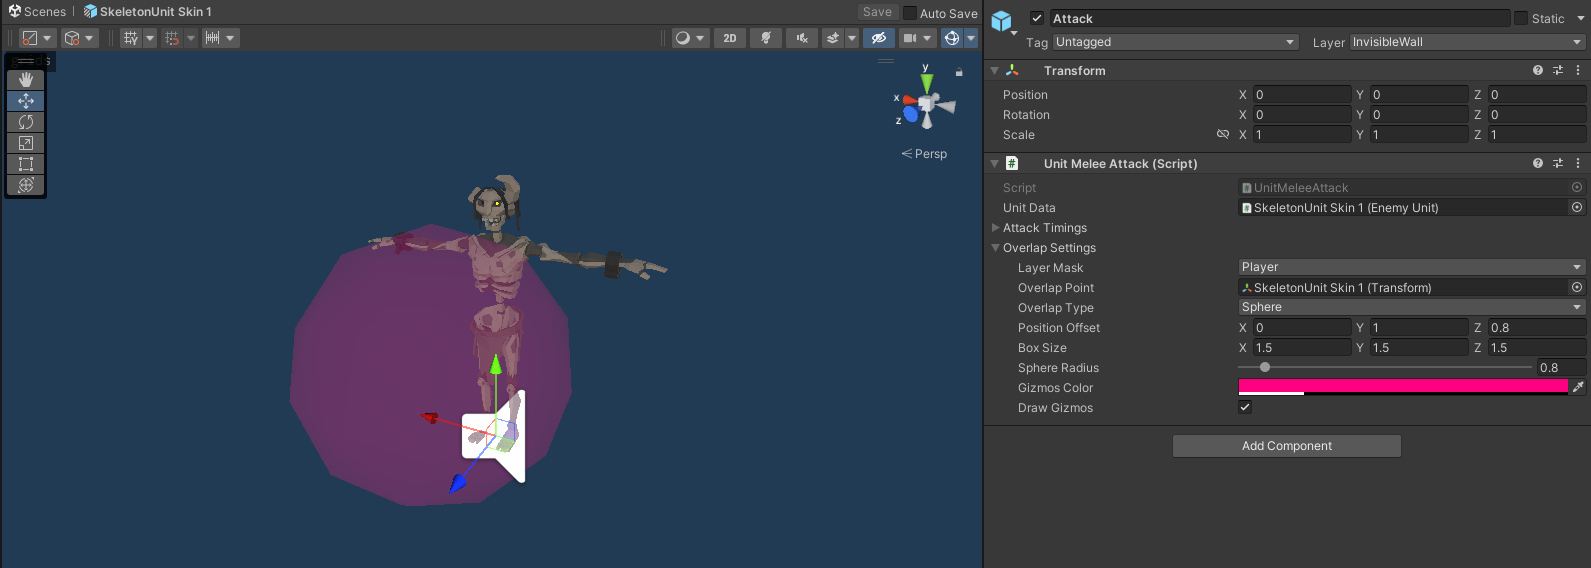 Scenes
SkeletonUnit Skin 1
Save
Auto Save
2D
y
x
z
Persp
Attack
Static
Tag
Untagged
Layer
InvisibleWall
Transform
Position X 0 Y 0 Z 0
Rotation X 0 Y 0 Z 0
Scale X 1 Y 1 Z 1
#
Unit Melee Attack (Script)
Script
UnitMeleeAttack
Unit Data
SkeletonUnit Skin 1 (Enemy Unit)
Attack Timings
Overlap Settings
Layer Mask
Player
Overlap Point
SkeletonUnit Skin 1 (Transform)
Overlap Type
Sphere
Position Offset X 0 Y 1 Z 0.8
Box Size X 1.5 Y 1.5 Z 1.5
Sphere Radius 0.8
Gizmos Color
Draw Gizmos
Add Component